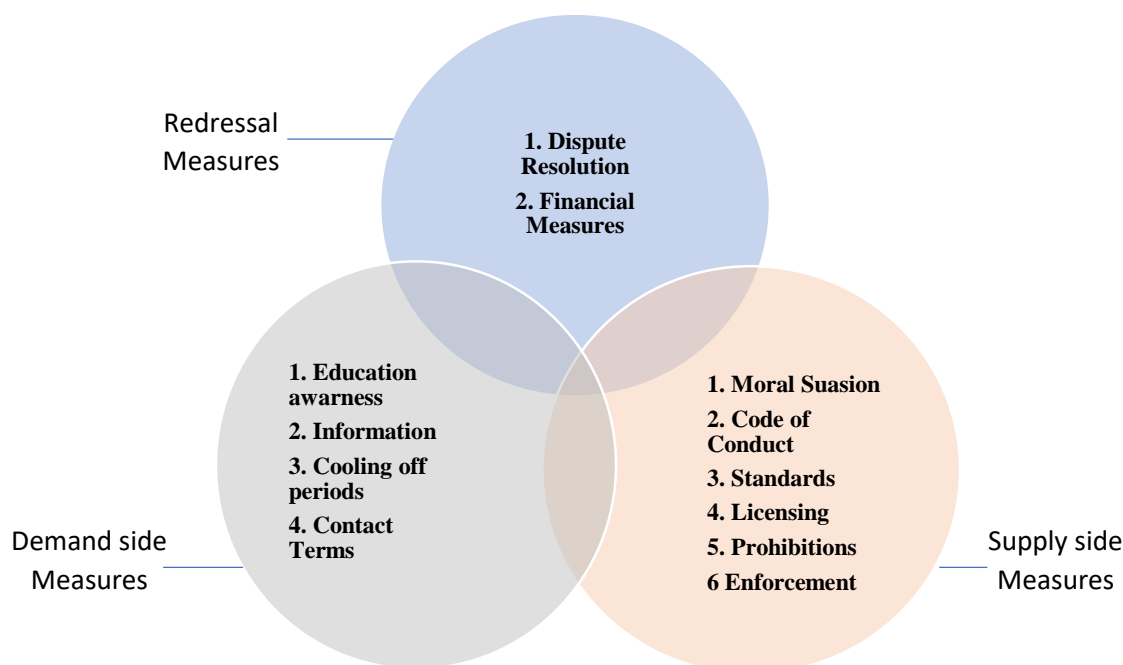 Redressal
Measures
1. Dispute
Resolution
2. Financial
Measures
1. Education
awarness
2. Information
3. Cooling off
periods
4. Contact
Terms
1. Moral Suasion
2. Code of
Conduct
3. Standards
4. Licensing
5. Prohibitions
6 Enforcement
Demand side
Measures
Supply side
Measures